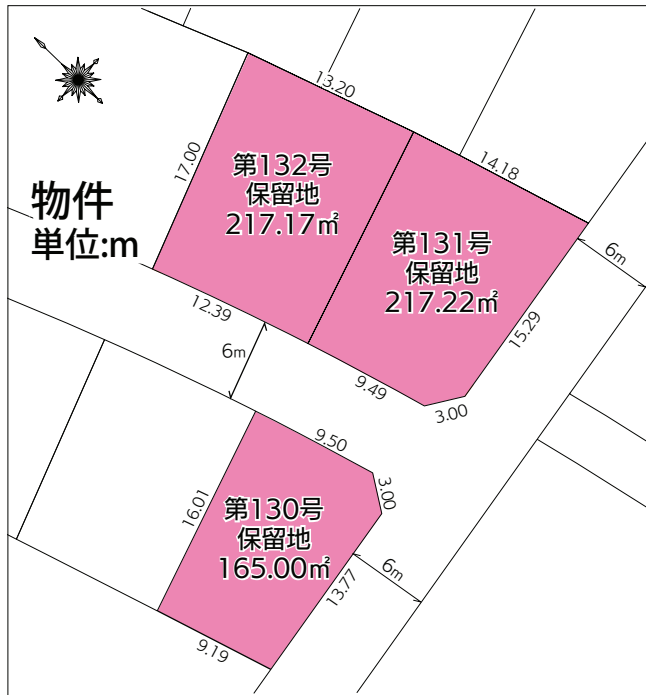 物件
単位:m
13.20
17.00
第132号
保留地
217.17㎡
14.18
第131号
保留地
217.22㎡
6m
12.39
6m
15.29
9.49
3.00
9.50
3.00
16.01
第130号
保留地
165.00㎡
6m
13.77
9.19